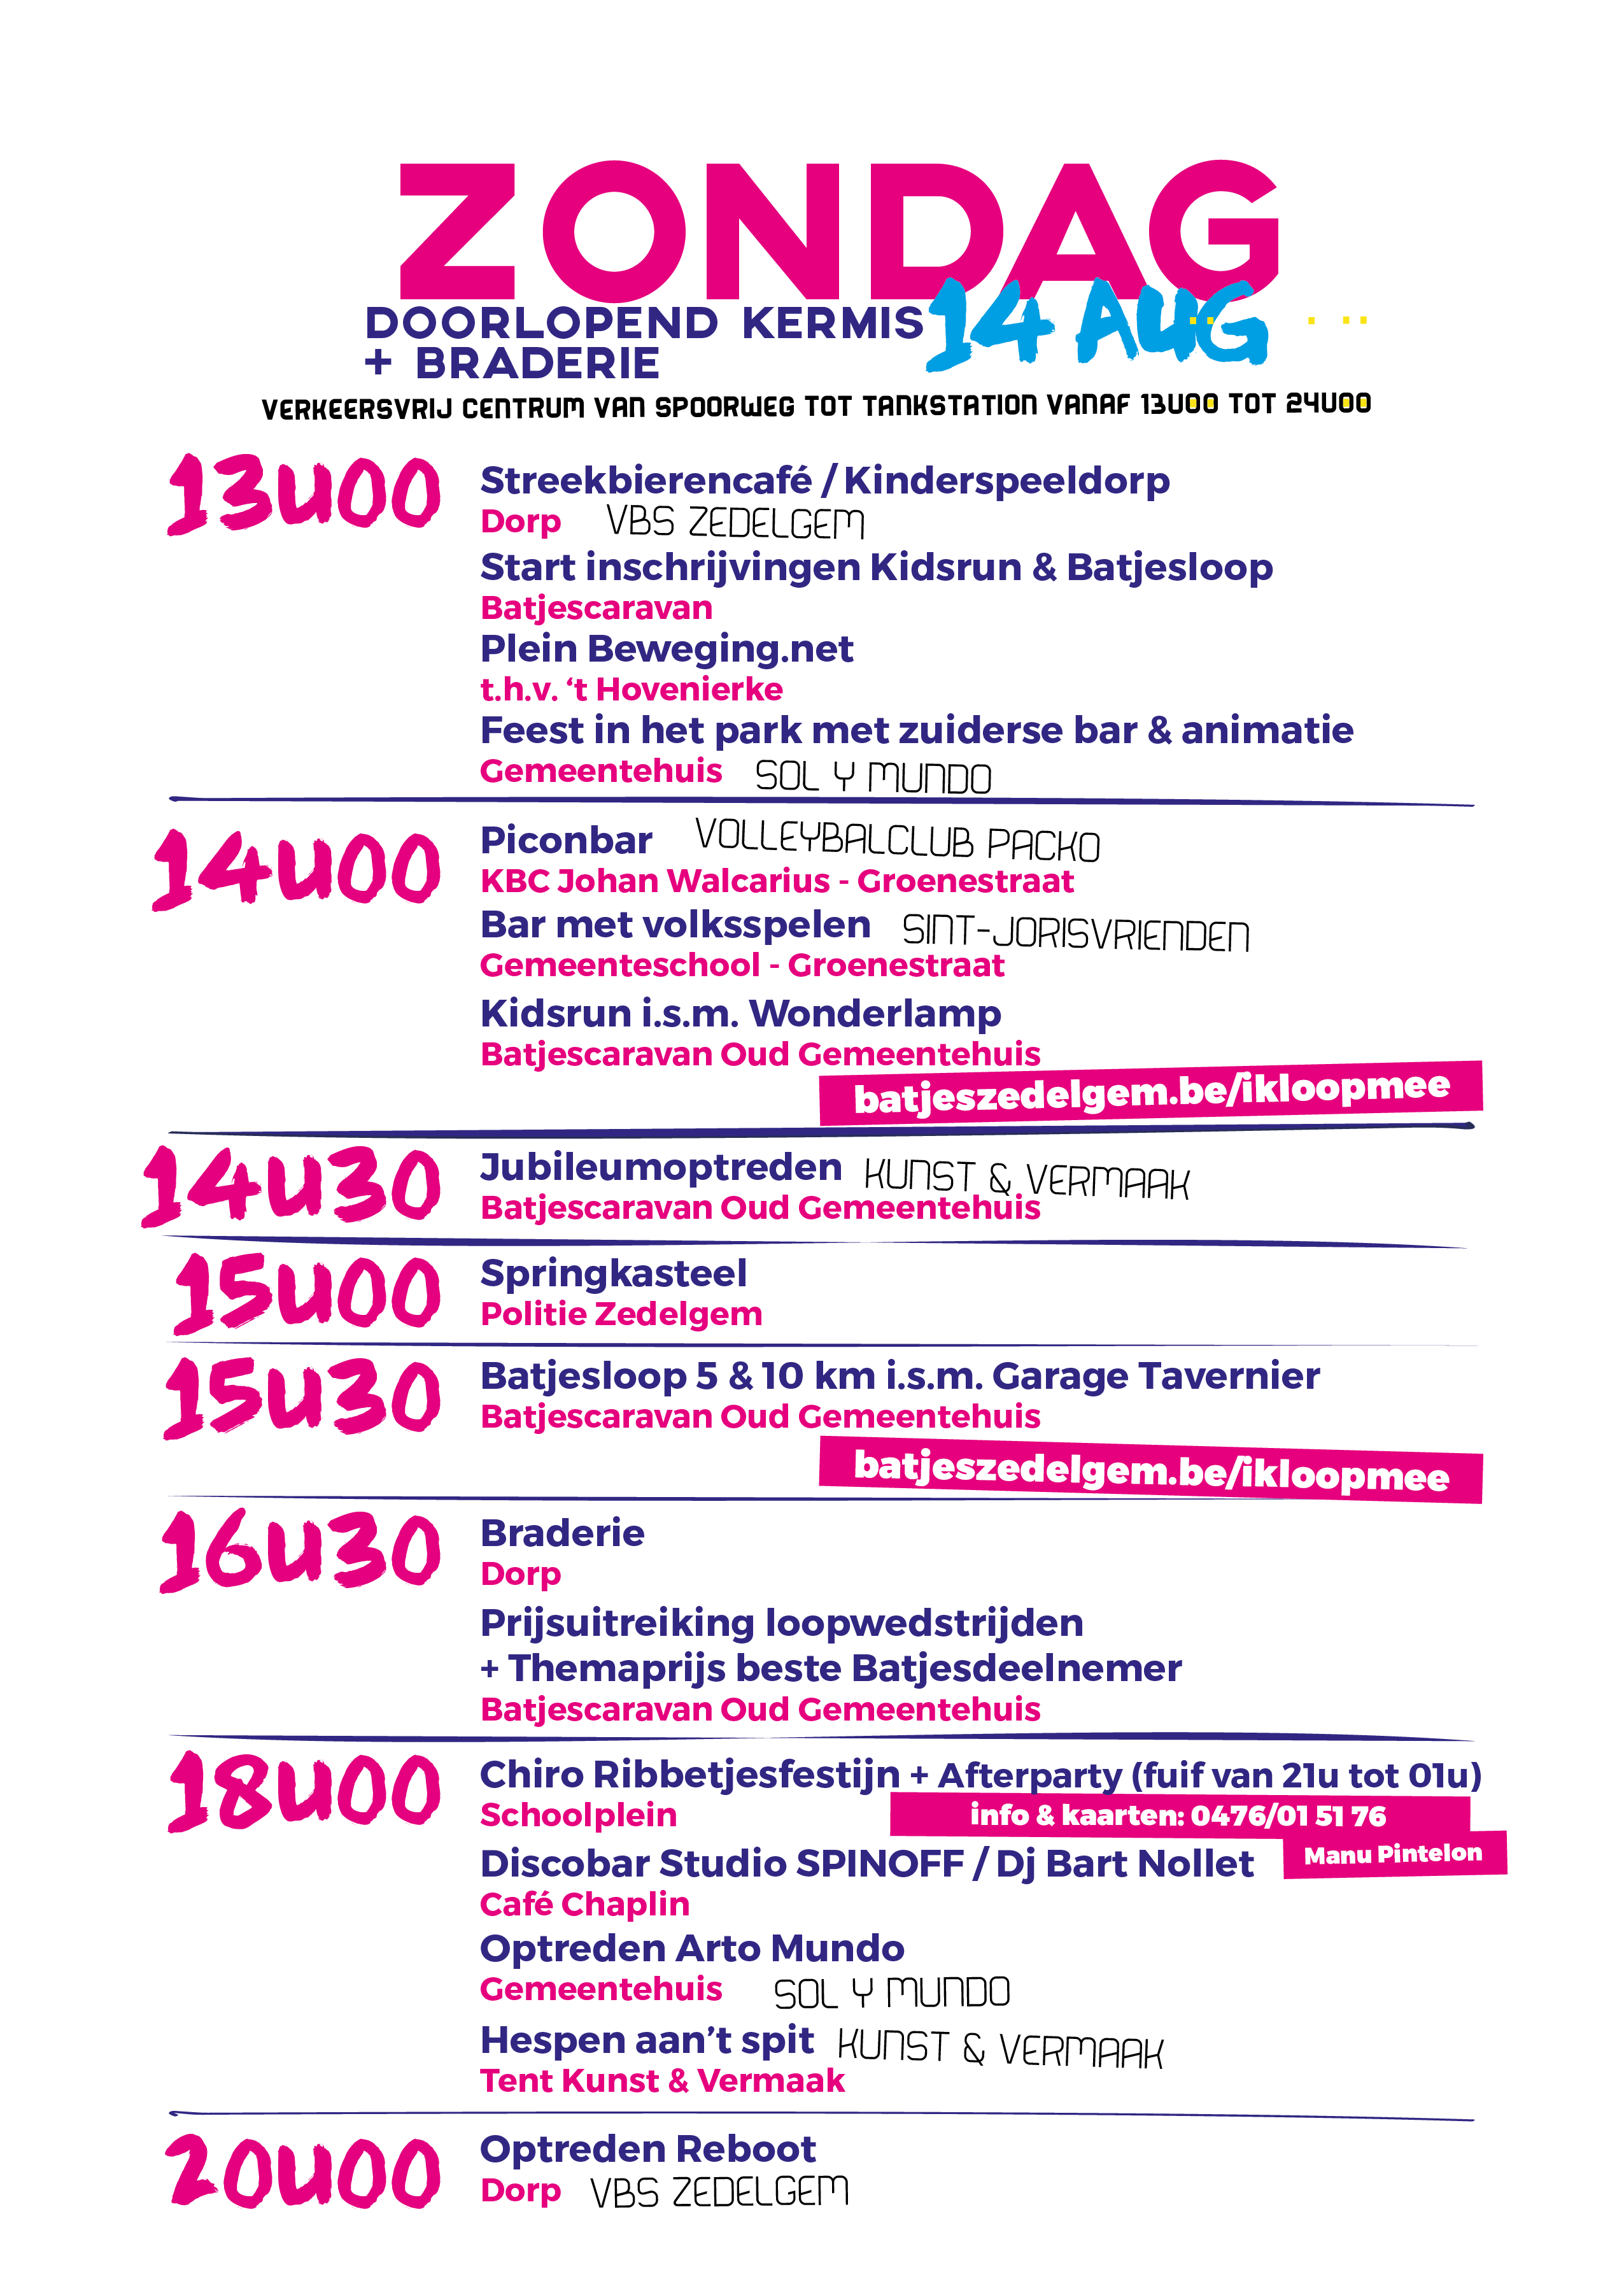 ZONDAG
14 AUG
DOORLOPEND KERMIS
+ BRADERIE
VERKEERSVRIJ CENTRUM VAN SPOORWEG TOT TANKSTATION VANAF 13U00 TOT 24U00
13U00
Streekbierencafé / Kinderspeeldorp
Dorp VBS ZEDELGEM
Start inschrijvingen Kidsrun & Batjesloop
Batjescaravan
Plein Beweging.net
t.h.v. ‘t Hovenierke
Feest in het park met zuiderse bar & animatie
Gemeentehuis SOL Y MUNDO
14U00
Piconbar VOLLEYBALCLUB PACKO
KBC Johan Walcarius - Groenestraat
Bar met volksspelen SINT-JORISVRIENDEN
Gemeenteschool - Groenestraat
Kidsrun i.s.m. Wonderlamp
Batjescaravan Oud Gemeentehuis
batjeszedelgem.be/ikloopmee
14U30
Jubileumoptreden KUNST & VERMAAK
Batjescaravan Oud Gemeentehuis
15U00
Springkasteel
Politie Zedelgem
15U30
Batjesloop 5 & 10 km i.s.m. Garage Tavernier
Batjescaravan Oud Gemeentehuis
batjeszedelgem.be/ikloopmee
16U30
Braderie
Dorp
Prijsuitreiking loopwedstrijden
+ Themaprijs beste Batjesdeelnemer
Batjescaravan Oud Gemeentehuis
18U00
Chiro Ribbetjesfestijn + Afterparty (fuif van 21u tot 01u)
Schoolplein info & kaarten: 0476/01 51 76
Manu Pintelon
Discobar Studio SPINOFF / Dj Bart Nollet
Café Chaplin
Optreden Arto Mundo
Gemeentehuis SOL Y MUNDO
Hespen aan’t spit KUNST & VERMAAK
Tent Kunst & Vermaak
20U00
Optreden Reboot
Dorp VBS ZEDELGEM